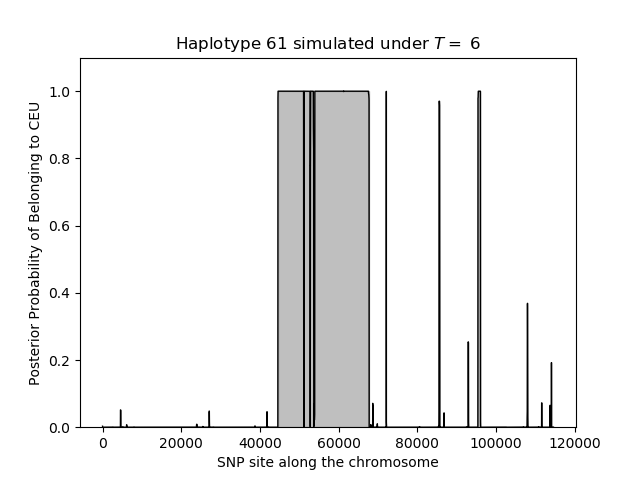 Haplotype 61 simulated under T = 6
Posterior Probability of Belonging to CEU
1.0
0.8
0.6
0.4
0.2
0.0
0 20000 40000 60000 80000 100000 120000
SNP site along the chromosome